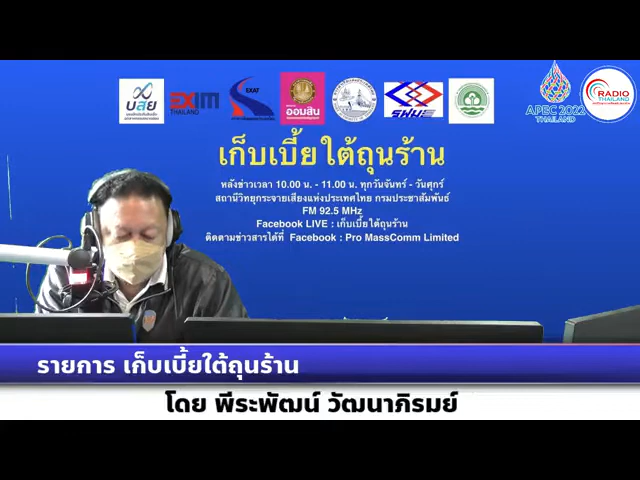 บสย
EXIM
THAILAND
EXAT
ออมสิน
รฟม
APEC 2022
THAILAND
RADIO
THAILAND
เก็บเบี้ยใต้ถุนร้าน
หลังข่าวเวลา 10.00 น. - 11.00 น. ทุกวันจันทร์ - วันศุกร์
สถานีวิทยุกระจายเสียงแห่งประเทศไทย กรมประชาสัมพันธ์
FM 92.5 MHz
Facebook LIVE : เก็บเบี้ยใต้ถุนร้าน
ติดตามข่าวสารได้ที่ Facebook : Pro MassComm Limited
รายการ เก็บเบี้ยใต้ถุนร้าน
โดย พีระพัฒน์ วัฒนาภิรมย์